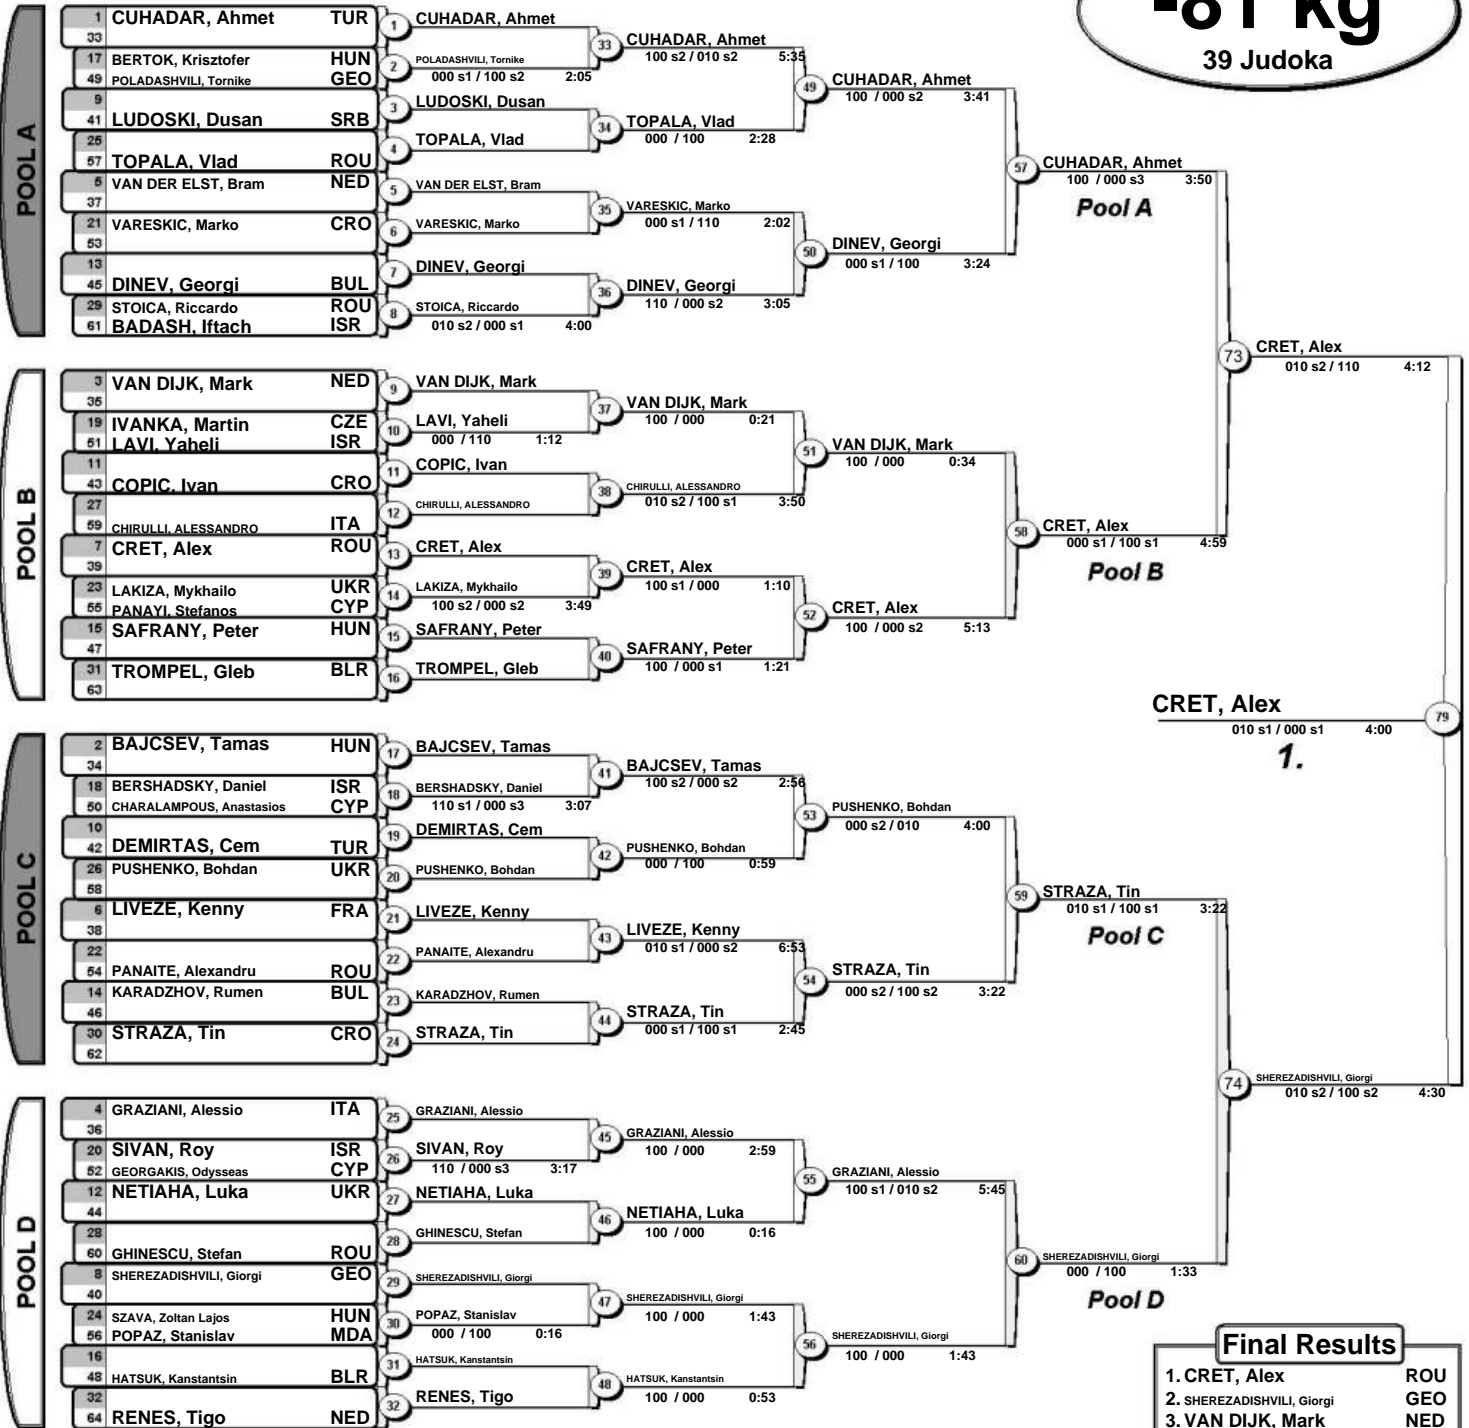 -81 kg
39 Judoka
POOL A
1 CUHADAR, Ahmet TUR
33
17 BERTOK, Krisztofer HUN
49 POLADASHVILI, Tornike GEO
9
41 LUDOSKI, Dusan SRB
25
57 TOPALA, Vlad ROU
5 VAN DER ELST, Bram NED
37
21 VARESKIC, Marko CRO
53
13
45 DINEV, Georgi BUL
29 STOICA, Riccardo ROU
61 BADASH, Iftach ISR
1 CUHADAR, Ahmet
2 POLADASHVILI, Tornike
000 s1 / 100 s2 2:05
3 LUDOSKI, Dusan
4 TOPALA, Vlad
5 VAN DER ELST, Bram
6 VARESKIC, Marko
7 DINEV, Georgi
8 STOICA, Riccardo
010 s2 / 000 s1 4:00
33 CUHADAR, Ahmet
100 s2 / 010 s2 5:35
34 TOPALA, Vlad
000 / 100 2:28
35 VARESKIC, Marko
000 s1 / 110 2:02
36 DINEV, Georgi
110 / 000 s2 3:05
49 CUHADAR, Ahmet
100 / 000 s2 3:41
50 DINEV, Georgi
000 s1 / 100 3:24
57 CUHADAR, Ahmet
100 / 000 s3 3:50
Pool A
POOL B
3 VAN DIJK, Mark NED
35
19 IVANKA, Martin CZE
51 LAVI, Yaheli ISR
11
43 COPIC, Ivan CRO
27
59 CHIRULLI, ALESSANDRO ITA
7 CRET, Alex ROU
39
23 LAKIZA, Mykhailo UKR
55 PANAYI, Stefanos CYP
15 SAFRANY, Peter HUN
47
31 TROMPEL, Gleb BLR
63
9 VAN DIJK, Mark
10 LAVI, Yaheli
000 / 110 1:12
11 COPIC, Ivan
12 CHIRULLI, ALESSANDRO
13 CRET, Alex
14 LAKIZA, Mykhailo
100 s2 / 000 s2 3:49
15 SAFRANY, Peter
16 TROMPEL, Gleb
37 VAN DIJK, Mark
100 / 000 0:21
38 CHIRULLI, ALESSANDRO
010 s2 / 100 s1 3:50
39 CRET, Alex
100 s1 / 000 1:10
40 SAFRANY, Peter
100 / 000 s1 1:21
51 VAN DIJK, Mark
100 / 000 0:34
52 CRET, Alex
100 / 000 s2 5:13
58 CRET, Alex
000 s1 / 100 s1 4:59
Pool B
73 CRET, Alex
010 s2 / 110 4:12
CRET, Alex 79
010 s1 / 000 s1 4:00
1.
POOL C
2 BAJCSEV, Tamas HUN
34
18 BERSHADSKY, Daniel ISR
50 CHARALAMPOUS, Anastasios CYP
10
42 DEMIRTAS, Cem TUR
26 PUSHENKO, Bohdan UKR
58
6 LIVEZE, Kenny FRA
38
22
54 PANAITE, Alexandru ROU
14 KARADZHOV, Rumen BUL
46
30 STRAZA, Tin CRO
62
17 BAJCSEV, Tamas
18 BERSHADSKY, Daniel
110 s1 / 000 s3 3:07
19 DEMIRTAS, Cem
20 PUSHENKO, Bohdan
21 LIVEZE, Kenny
22 PANAITE, Alexandru
23 KARADZHOV, Rumen
24 STRAZA, Tin
41 BAJCSEV, Tamas
100 s2 / 000 s2 2:56
42 PUSHENKO, Bohdan
000 / 100 0:59
43 LIVEZE, Kenny
010 s1 / 000 s2 6:53
44 STRAZA, Tin
000 s1 / 100 s1 2:45
53 PUSHENKO, Bohdan
000 s2 / 010 4:00
54 STRAZA, Tin
000 s2 / 100 s2 3:22
59 STRAZA, Tin
010 s1 / 100 s1 3:22
Pool C
POOL D
4 GRAZIANI, Alessio ITA
36
20 SIVAN, Roy ISR
52 GEORGAKIS, Odysseas CYP
12 NETIAHA, Luka UKR
44
28
60 GHINESCU, Stefan ROU
8 SHEREZADISHVILI, Giorgi GEO
40
24 SZAVA, Zoltan Lajos HUN
56 POPAZ, Stanislav MDA
16
48 HATSUK, Kanstantsin BLR
32
64 RENES, Tigo NED
25 GRAZIANI, Alessio
26 SIVAN, Roy
110 / 000 s3 3:17
27 NETIAHA, Luka
28 GHINESCU, Stefan
29 SHEREZADISHVILI, Giorgi
30 POPAZ, Stanislav
000 / 100 0:16
31 HATSUK, Kanstantsin
32 RENES, Tigo
45 GRAZIANI, Alessio
100 / 000 2:59
46 NETIAHA, Luka
100 / 000 0:16
47 SHEREZADISHVILI, Giorgi
100 / 000 1:43
48 HATSUK, Kanstantsin
100 / 000 0:53
55 GRAZIANI, Alessio
100 s1 / 010 s2 5:45
56 SHEREZADISHVILI, Giorgi
100 / 000 1:43
60 SHEREZADISHVILI, Giorgi
000 / 100 1:33
Pool D
74 SHEREZADISHVILI, Giorgi
010 s2 / 100 s2 4:30
Final Results
1. CRET, Alex ROU
2. SHEREZADISHVILI, Giorgi GEO
3. VAN DIJK, Mark NED